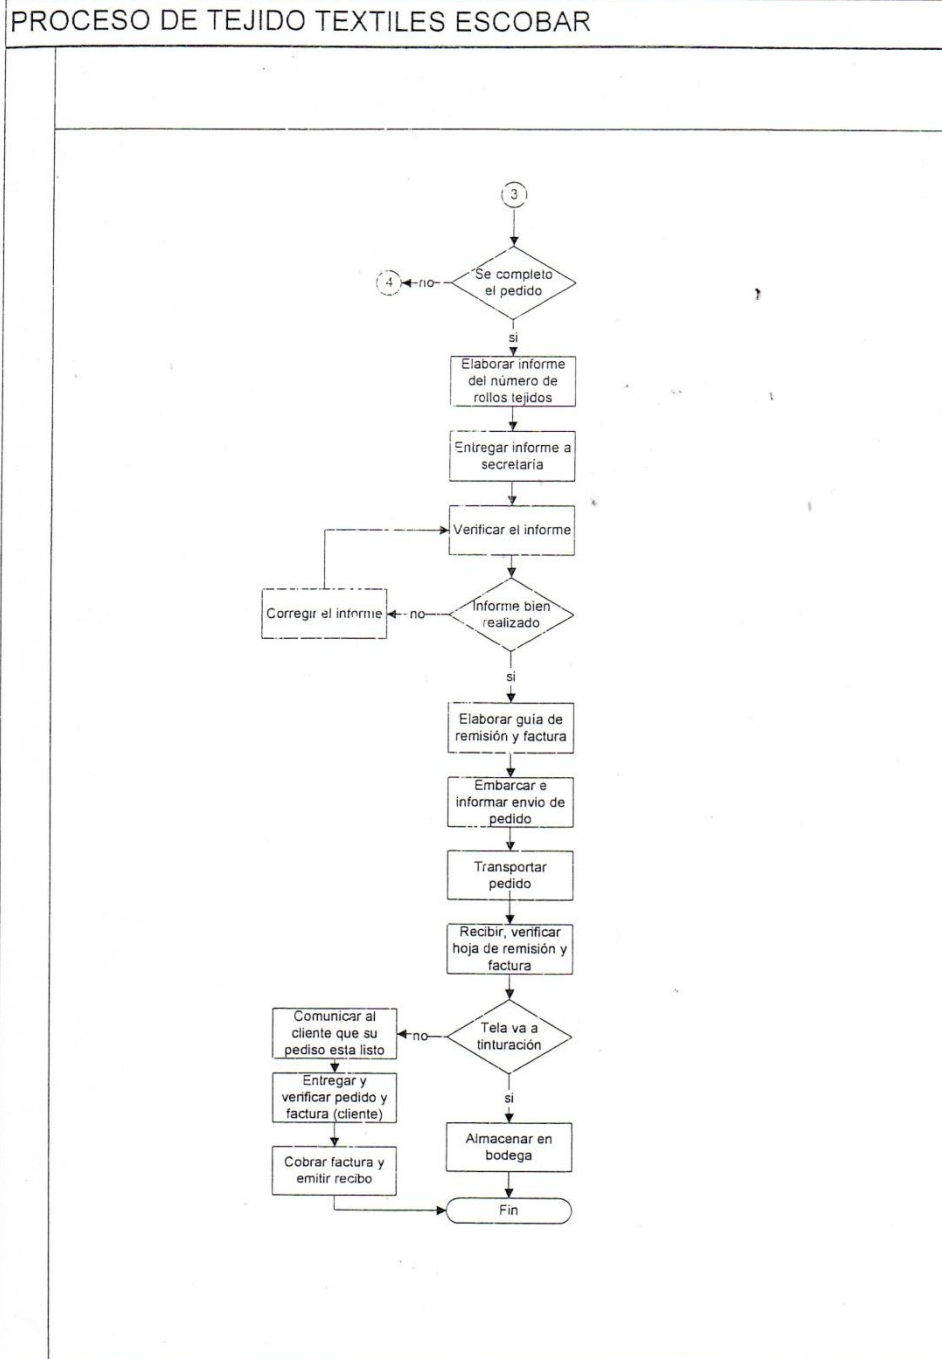 PROCESO DE TEJIDO TEXTILES ESCOBAR
3
Se completo
el pedido
no
4
si
Elaborar informe
del número de
rollos tejidos
Entregar informe a
secretaría
Verificar el informe
Informe bien
realizado
no
Corregir el informe
si
Elaborar guía de
remisión y factura
Embarcar e
informar envio de
pedido
Transportar
pedido
Recibir, verificar
hoja de remisión y
factura
Tela va a
tinturación
no
Comunicar al
cliente que su
pediso esta listo
Entregar y
verificar pedido y
factura (cliente)
Cobrar factura y
emitir recibo
si
Almacenar en
bodega
Fin